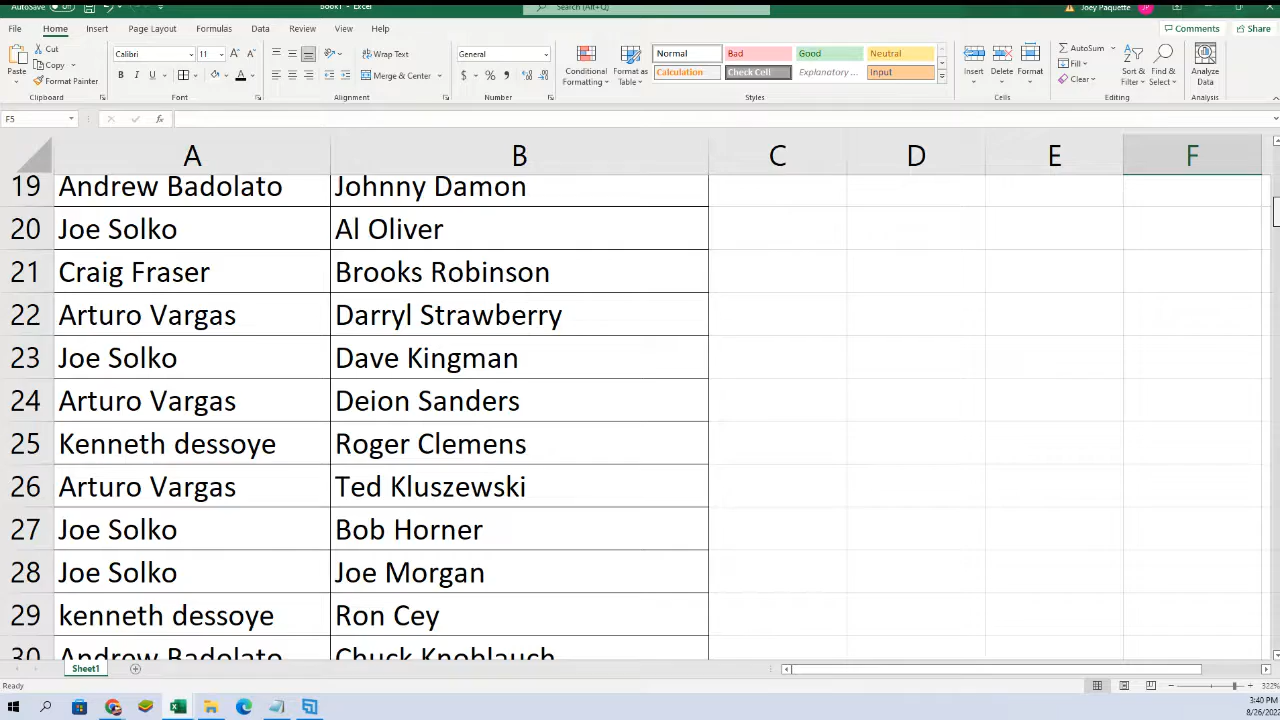 AutoSave Off Book1 - Excel Search (Alt+Q) Joey Paquette JP
File Home Insert Page Layout Formulas Data Review View Help Comments Share
Paste Cut Copy Format Painter Clipboard
Calibri 11 B I U A A A Font
Wrap Text Merge & Center Alignment
General $ % , Number
Conditional Formatting Format as Table
Normal Bad Good Neutral
Calculation Check Cell Explanatory ... Input
Styles
Insert Delete Format Cells
AutoSum Fill Clear Sort & Filter Find & Select Editing
Analyze Data Analysis
F5 fx
A B C D E F
19 Andrew Badolato Johnny Damon
20 Joe Solko Al Oliver
21 Craig Fraser Brooks Robinson
22 Arturo Vargas Darryl Strawberry
23 Joe Solko Dave Kingman
24 Arturo Vargas Deion Sanders
25 Kenneth dessoye Roger Clemens
26 Arturo Vargas Ted Kluszewski
27 Joe Solko Bob Horner
28 Joe Solko Joe Morgan
29 kenneth dessoye Ron Cey
30 Andrew Badolato Chuck Knoblauch
Sheet1
Ready 322%
3:40 PM
8/26/2022